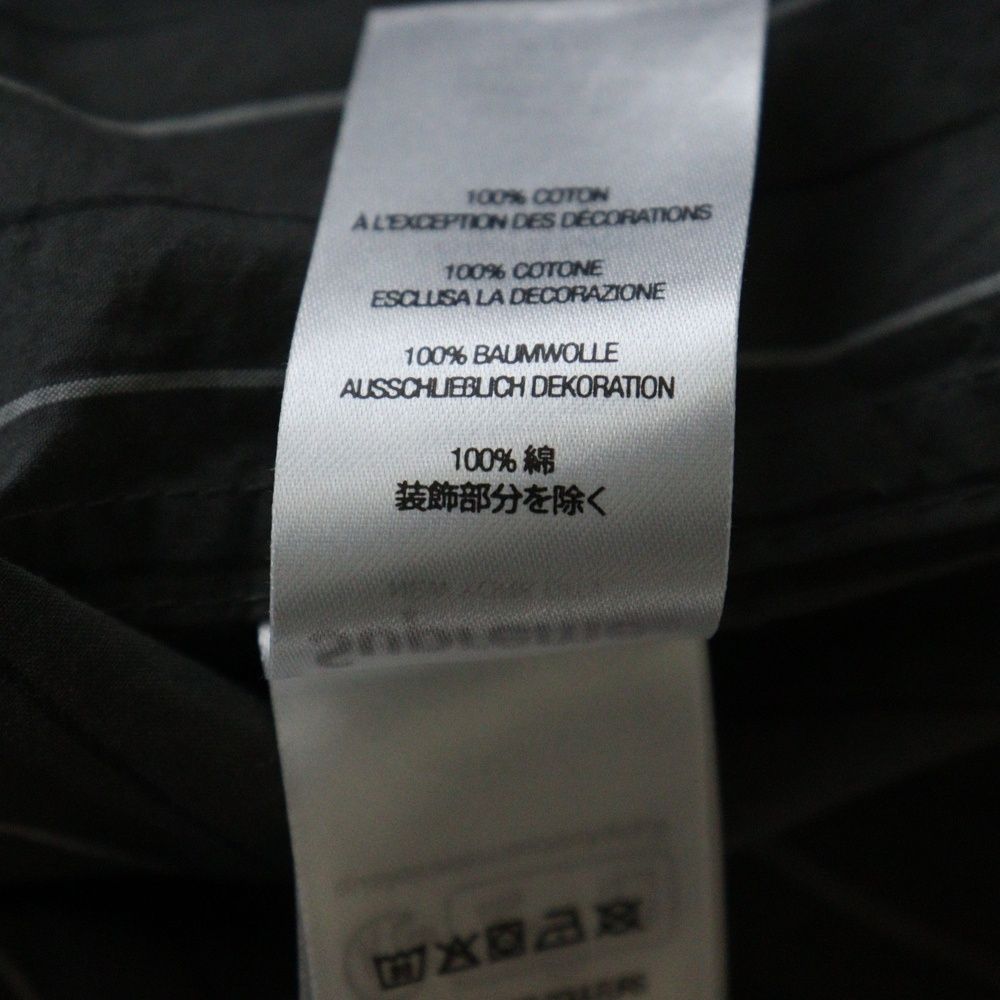 100% COTON
À L'EXCEPTION DES DÉCORATIONS
100% COTONE
ESCLUSA LA DECORAZIONE
100% BAUMWOLLE
AUSSCHLIEßLICH DEKORATION
100% 綿
装飾部分を除く